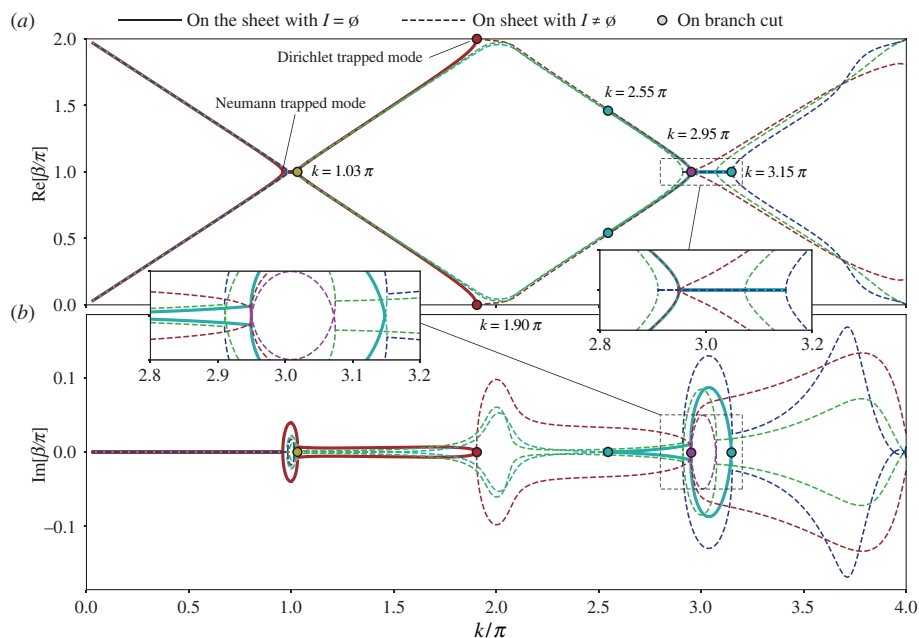 On the sheet with I = ø On sheet with I ≠ ø On branch cut
(a)
2.0
Dirichlet trapped mode
k = 2.55 π
1.5
Neumann trapped mode
k = 2.95 π
Re[β/π]
1.0
k = 1.03 π
k = 3.15 π
0.5
0.0
2.8 3.0 3.2
(b)
k = 1.90 π
2.8 2.9 3.0 3.1 3.2
0.1
Im[β/π]
0.0
−0.1
0.0 0.5 1.0 1.5 2.0 2.5 3.0 3.5 4.0
k/π